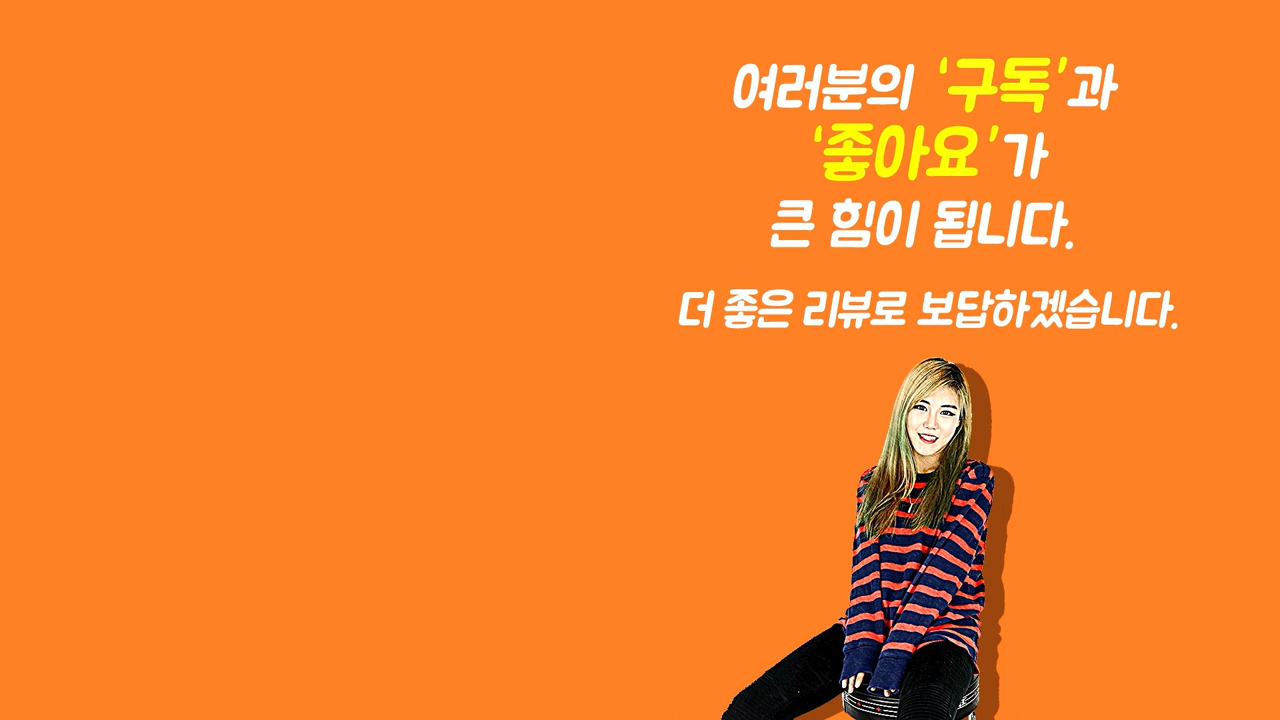 여러분의 '구독'과
'좋아요'가
큰 힘이 됩니다.
더 좋은 리뷰로 보답하겠습니다.